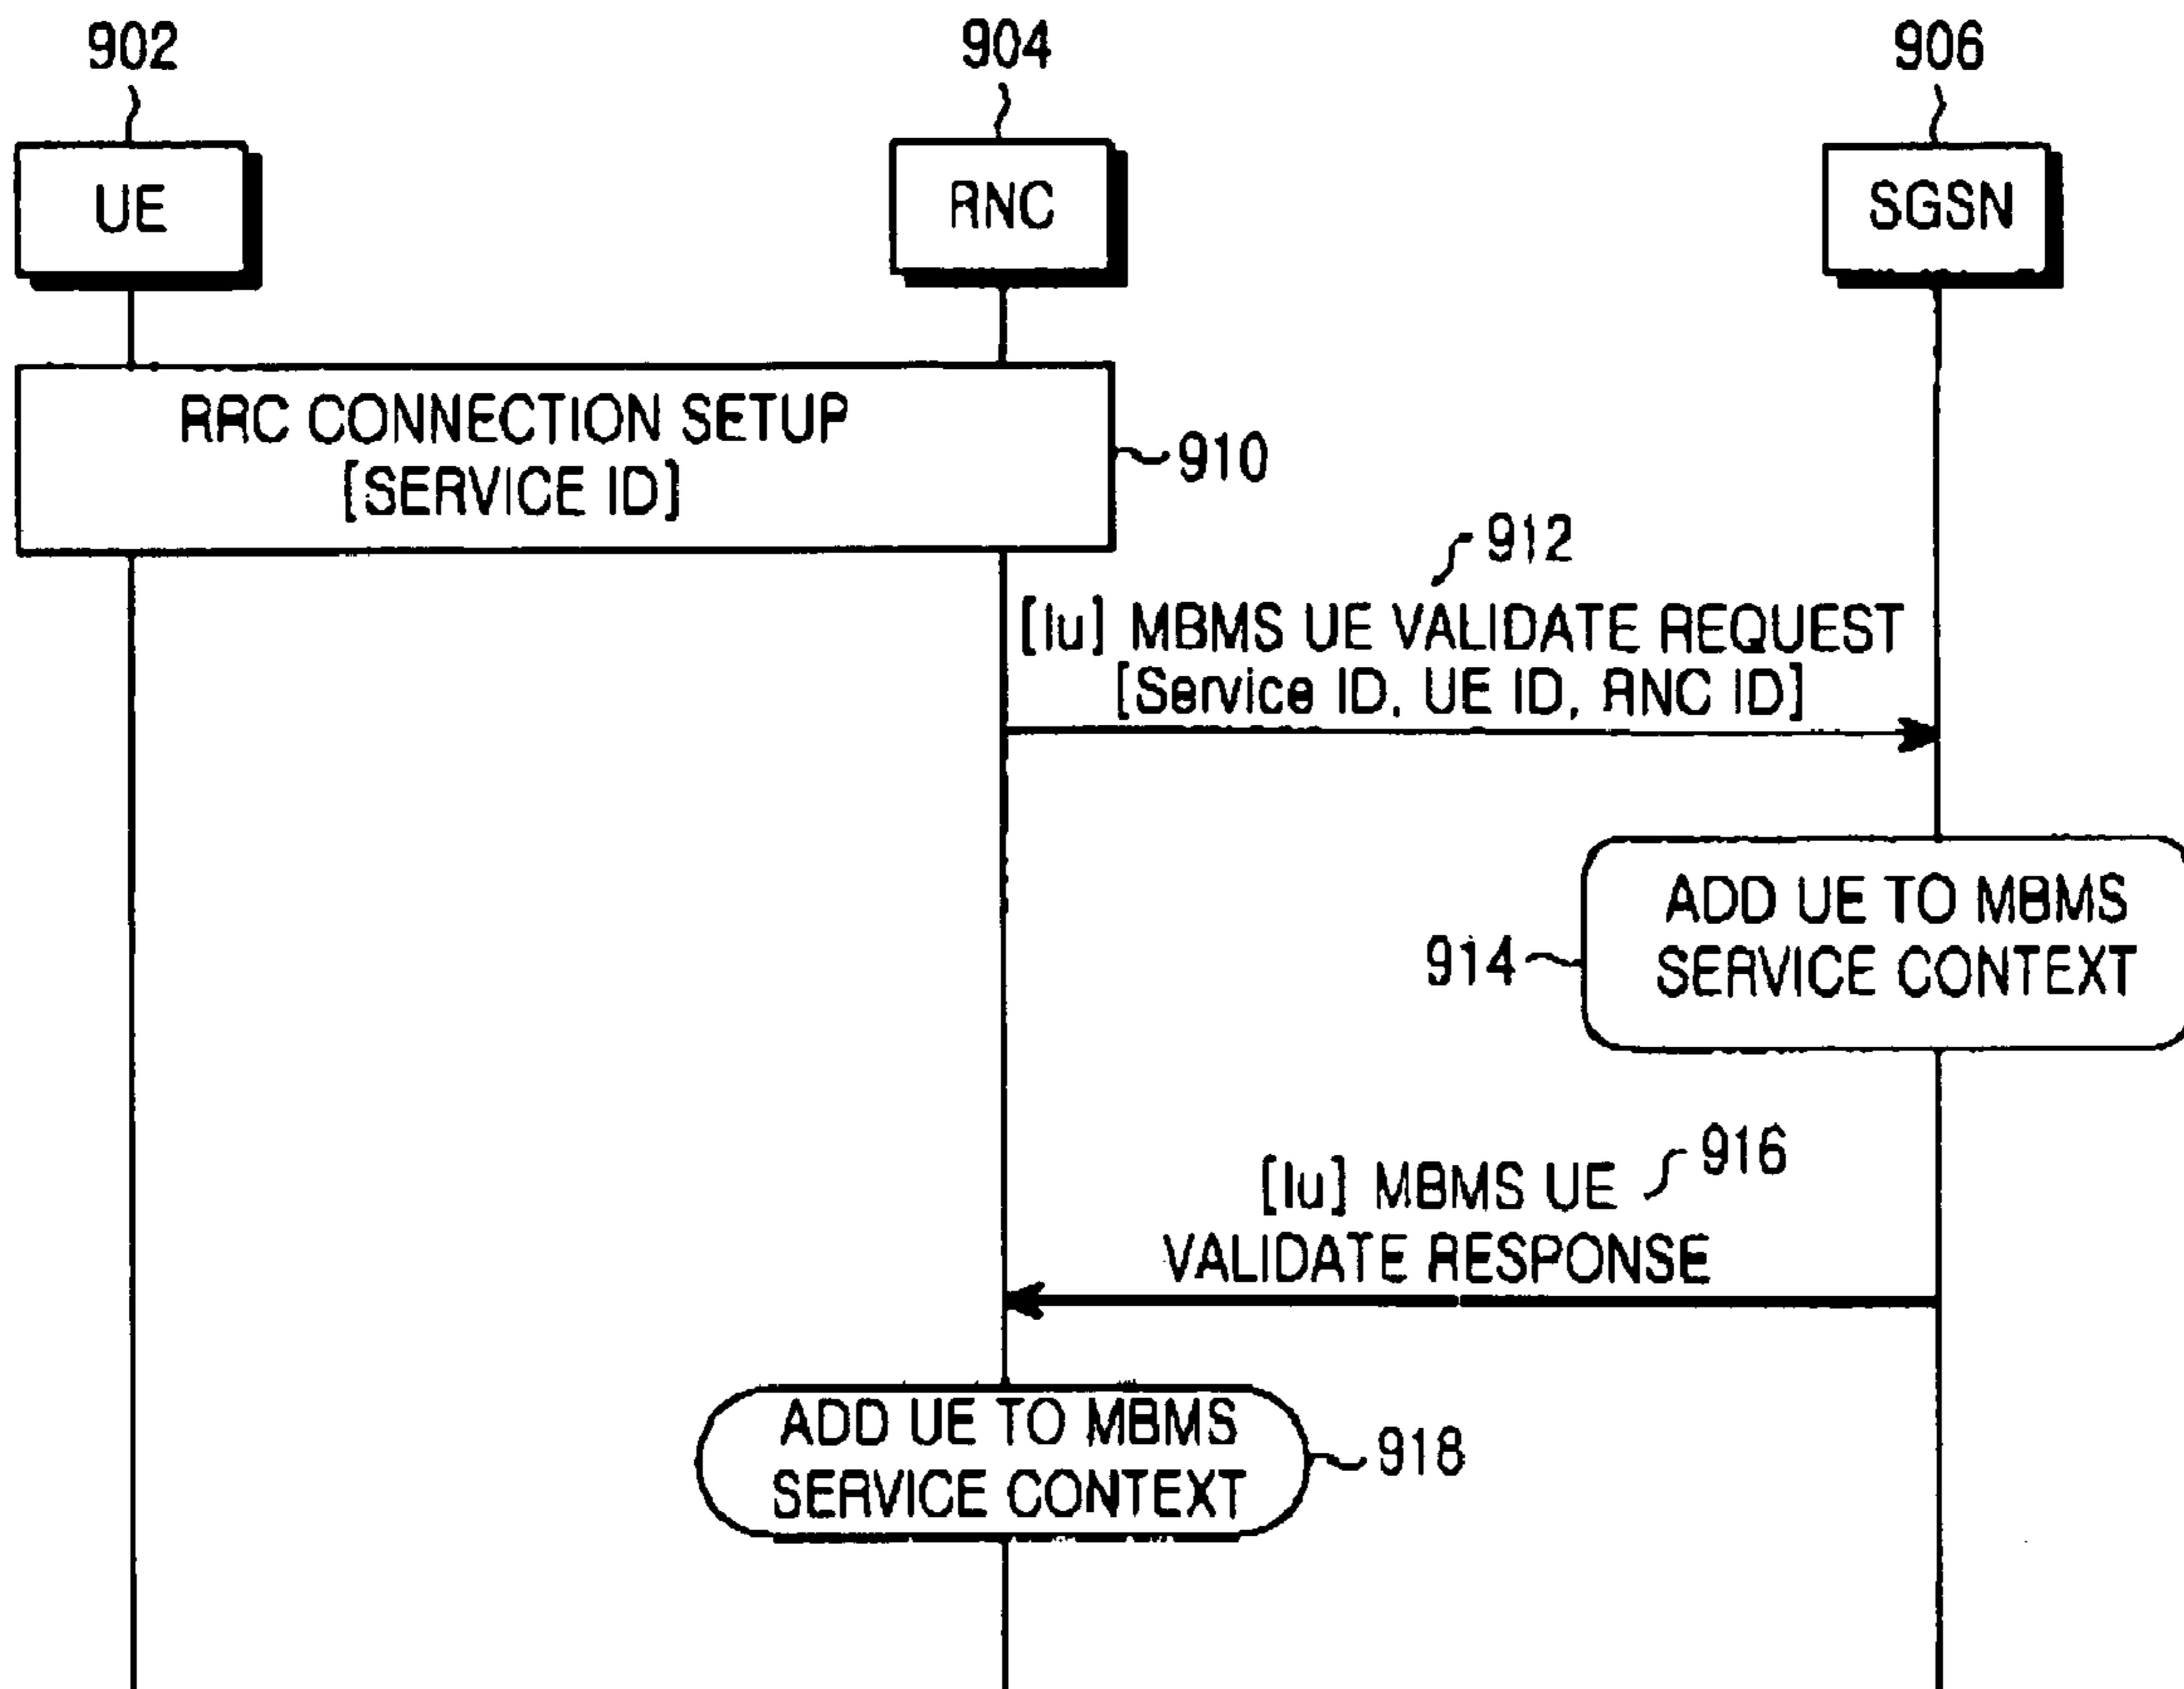 902
904
906
UE
RNC
SGSN
RRC CONNECTION SETUP
[SERVICE ID]
910
912
[Iu] MBMS UE VALIDATE REQUEST
[Service ID, UE ID, RNC ID]
ADD UE TO MBMS
SERVICE CONTEXT
914
916
[Iu] MBMS UE
VALIDATE RESPONSE
ADD UE TO MBMS
SERVICE CONTEXT
918